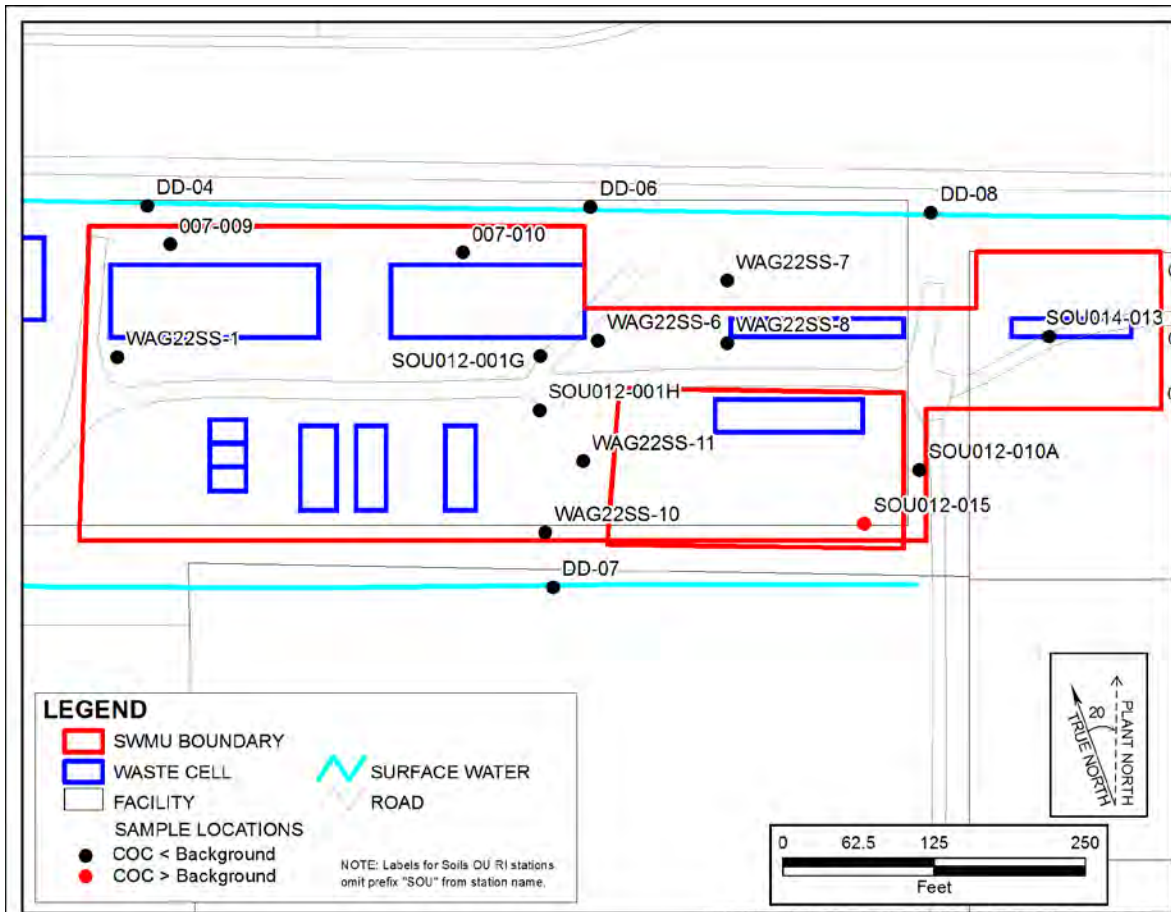 DD-04
DD-06
DD-08
007-009
007-010
WAG22SS-7
WAG22SS-6
WAG22SS-8
SOU014-013
WAG22SS-1
SOU012-001G
SOU012-001H
WAG22SS-11
SOU012-010A
SOU012-015
WAG22SS-10
DD-07
LEGEND
SWMU BOUNDARY
WASTE CELL
FACILITY
SURFACE WATER
ROAD
SAMPLE LOCATIONS
COC < Background
COC > Background
NOTE: Labels for Soils OU RI stations
omit prefix "SOU" from station name.
20
TRUE NORTH
PLANT NORTH
0 62.5 125 250
Feet